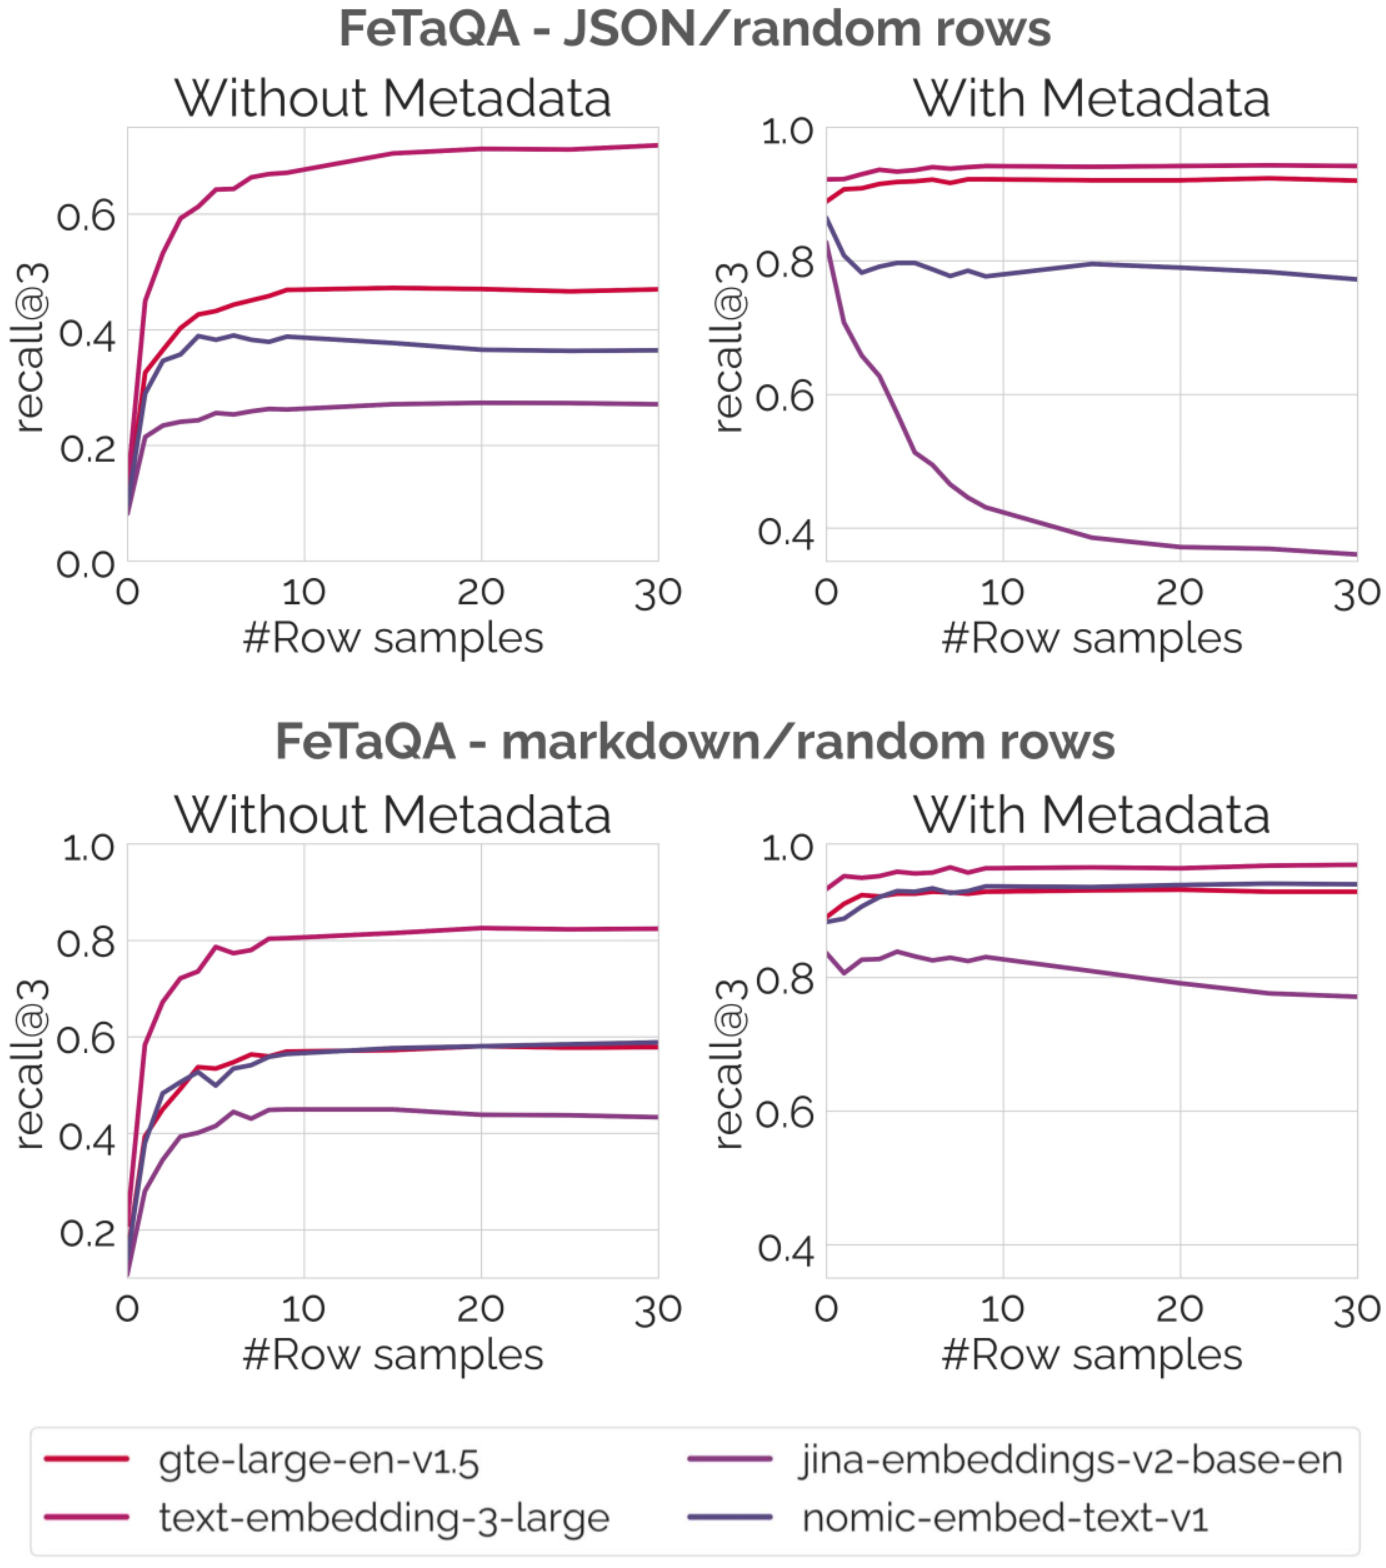 FeTaQA - JSON/random rows
Without Metadata
With Metadata
recall@3
0.6
0.4
0.2
0.0
0 10 20 30
#Row samples
recall@3
1.0
0.8
0.6
0.4
0 10 20 30
#Row samples
FeTaQA - markdown/random rows
Without Metadata
With Metadata
recall@3
1.0
0.8
0.6
0.4
0.2
0 10 20 30
#Row samples
recall@3
1.0
0.8
0.6
0.4
0 10 20 30
#Row samples
gte-large-en-v1.5
text-embedding-3-large
jina-embeddings-v2-base-en
nomic-embed-text-v1